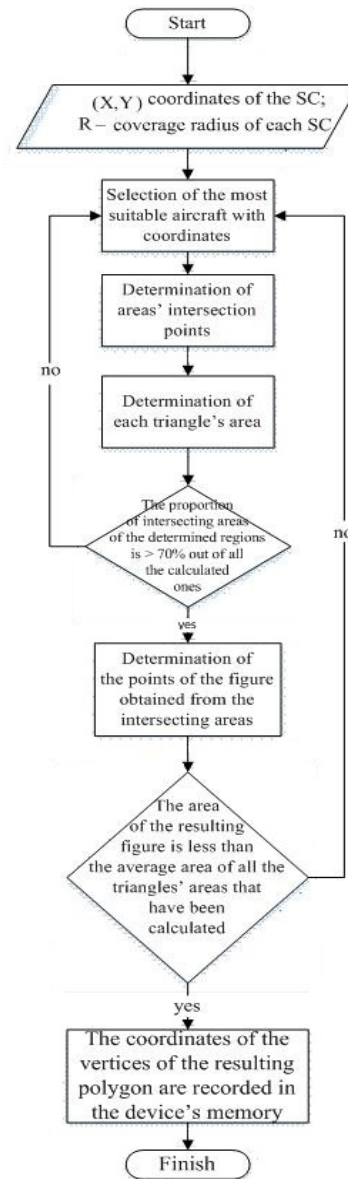 Start
(X,Y) coordinates of the SC;
R – coverage radius of each SC
Selection of the most
suitable aircraft with
coordinates
Determination of
areas' intersection
points
no
Determination of
each triangle's area
The proportion
of intersecting areas
of the determined regions
is > 70% out of all
the calculated
ones
no
yes
Determination of
the points of the figure
obtained from the
intersecting areas
The area
of the resulting
figure is less than
the average area of all the
triangles' areas that
have been
calculated
yes
The coordinates of the
vertices of the resulting
polygon are recorded in
the device's memory
Finish